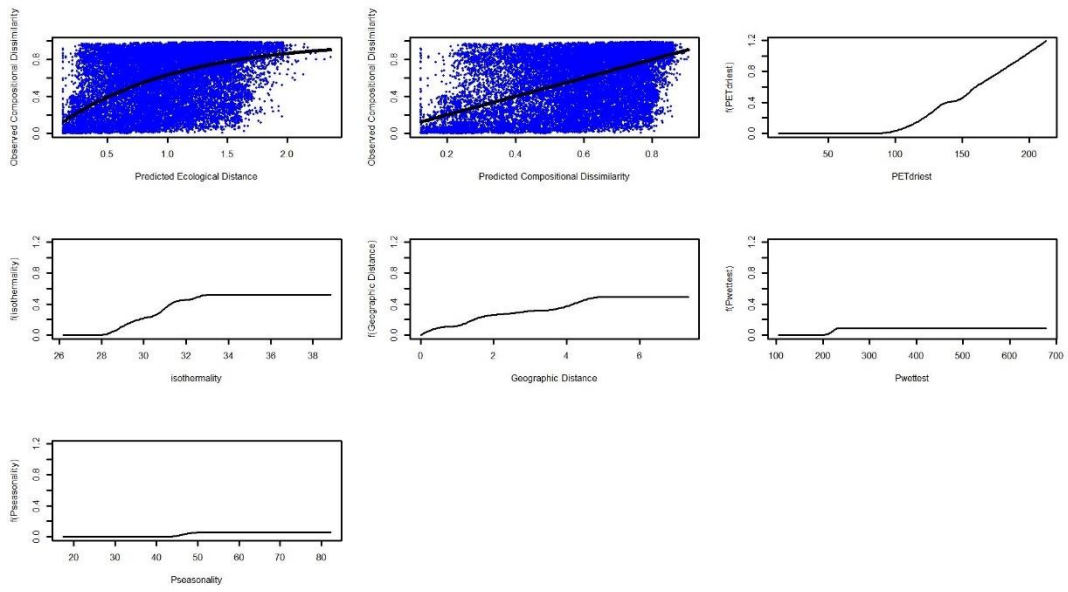 Observed Compositional Dissimilarity
0.0 0.4 0.8
0.5 1.0 1.5 2.0
Predicted Ecological Distance
Observed Compositional Dissimilarity
0.0 0.4 0.8
0.2 0.4 0.6 0.8
Predicted Compositional Dissimilarity
f(PETdriest)
0.0 0.4 0.8 1.2
50 100 150 200
PETdriest
f(isothermality)
0.0 0.4 0.8 1.2
26 28 30 32 34 36 38
isothermality
f(Geographic Distance)
0.0 0.4 0.8 1.2
0 2 4 6
Geographic Distance
f(Pwettest)
0.0 0.4 0.8 1.2
100 200 300 400 500 600 700
Pwettest
f(Pseasonality)
0.0 0.4 0.8 1.2
20 30 40 50 60 70 80
Pseasonality